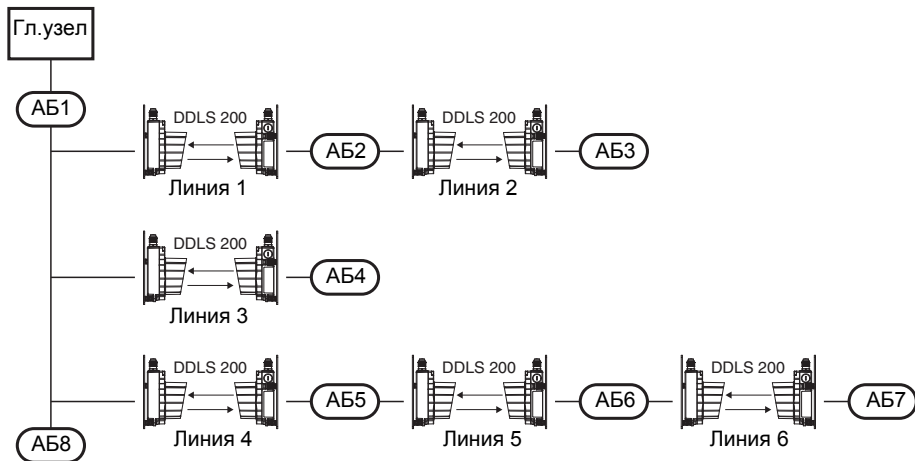 Гл.узел
АБ1
DDLS 200
DDLS 200
АБ2
АБ3
Линия 1
Линия 2
DDLS 200
АБ4
Линия 3
DDLS 200
DDLS 200
DDLS 200
АБ5
АБ6
АБ7
АБ8
Линия 4
Линия 5
Линия 6